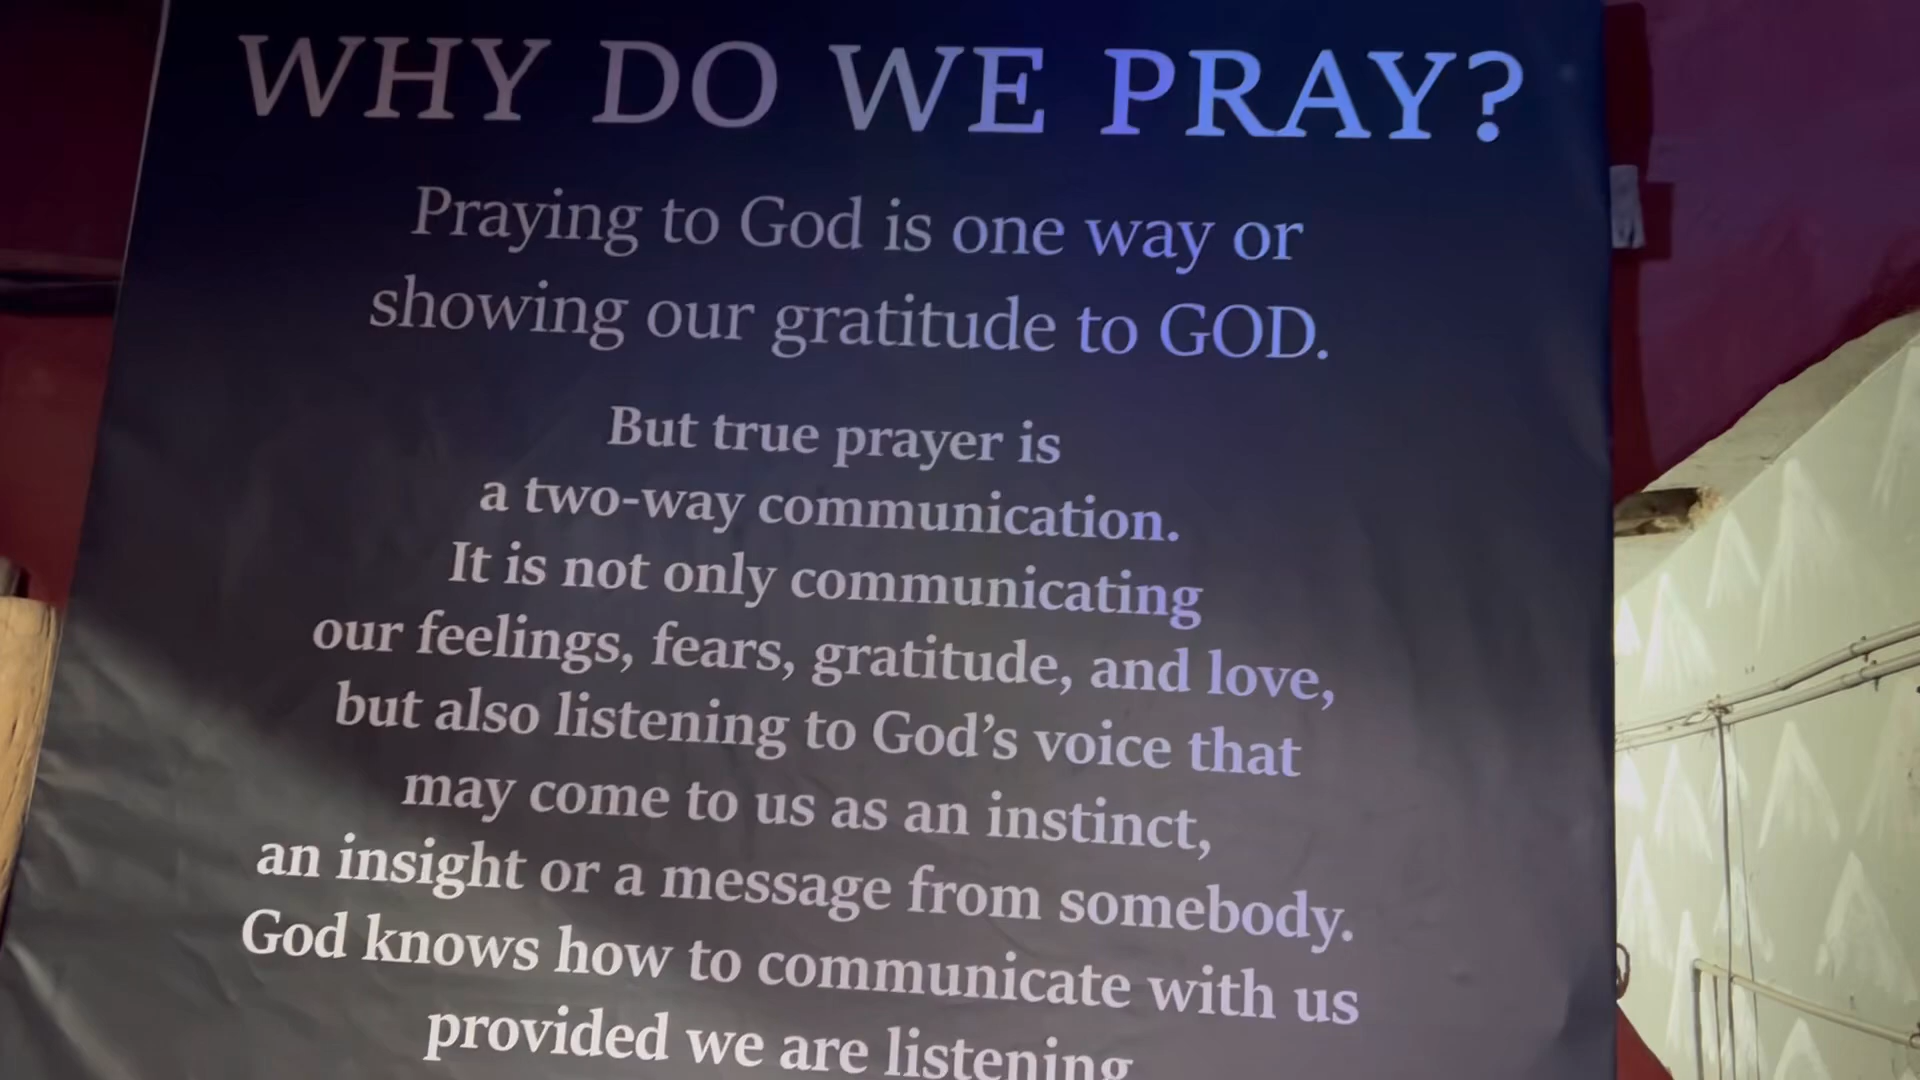 WHY DO WE PRAY?
Praying to God is one way or
showing our gratitude to GOD.
But true prayer is
a two-way communication.
It is not only communicating
our feelings, fears, gratitude, and love,
but also listening to God's voice that
may come to us as an instinct,
an insight or a message from somebody.
God knows how to communicate with us
provided we are listening